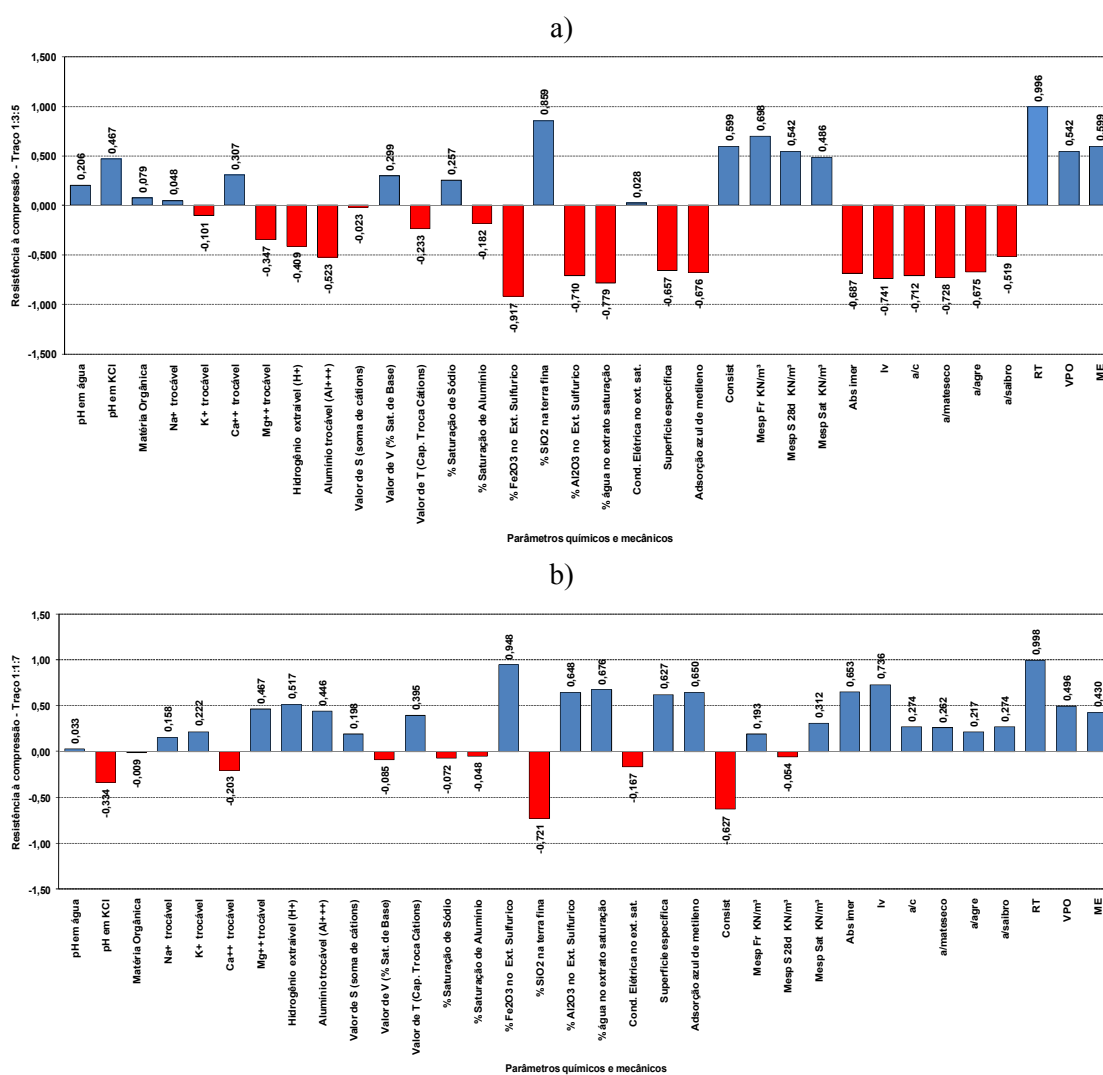 a)
Resistência à compressão - Traço 1:3:5
1,500
1,000
0,500
0,000
-0,500
-1,000
-1,500
0,206
0,467
0,079
0,048
-0,101
0,307
-0,347
-0,409
-0,523
-0,023
0,299
-0,233
0,257
-0,182
-0,917
0,859
-0,710
-0,779
0,028
-0,657
-0,676
0,599
0,698
0,542
0,486
-0,687
-0,741
-0,712
-0,728
-0,675
-0,519
0,996
0,542
0,599
pH em água
pH em KCl
Matéria Orgânica
Na+ trocável
K+ trocável
Ca++ trocável
Mg++ trocável
Hidrogênio extraível (H+)
Alumínio trocável (Al+++)
Valor de S (soma de cátions)
Valor de V (% Sat. de Base)
Valor de T (Cap. Troca Cátions)
% Saturação de Sódio
% Saturação de Alumínio
% Fe2O3 no Ext. Sulfurico
% SiO2 na terra fina
% Al2O3 no Ext. Sulfurico
% água no extrato saturação
Cond. Elétrica no ext. sat.
Superfície específica
Adsorção azul de metileno
Consist
Mesp Fr KN/m³
Mesp S 28d KN/m³
Mesp Sat KN/m³
Abs imer
Iv
a/c
a/mateseco
a/agre
a/saibro
RT
VPO
ME
Parâmetros químicos e mecânicos
b)
Resistência à compressão - Traço 1:1:7
1,50
1,00
0,50
0,00
-0,50
-1,00
-1,50
0,033
-0,334
-0,009
0,158
0,222
-0,203
0,467
0,517
0,446
0,198
-0,085
0,395
-0,072
-0,048
0,948
-0,721
0,648
0,676
-0,167
0,627
0,650
-0,627
0,193
-0,054
0,312
0,653
0,736
0,274
0,262
0,217
0,274
0,998
0,496
0,430
pH em água
pH em KCl
Matéria Orgânica
Na+ trocável
K+ trocável
Ca++ trocável
Mg++ trocável
Hidrogênio extraível (H+)
Alumínio trocável (Al+++)
Valor de S (soma de cátions)
Valor de V (% Sat. de Base)
Valor de T (Cap. Troca Cátions)
% Saturação de Sódio
% Saturação de Alumínio
% Fe2O3 no Ext. Sulfurico
% SiO2 na terra fina
% Al2O3 no Ext. Sulfurico
% água no extrato saturação
Cond. Elétrica no ext. sat.
Superfície específica
Adsorção azul de metileno
Consist
Mesp Fr KN/m³
Mesp S 28d KN/m³
Mesp Sat KN/m³
Abs imer
Iv
a/c
a/mateseco
a/agre
a/saibro
RT
VPO
ME
Parâmetros químicos e mecânicos